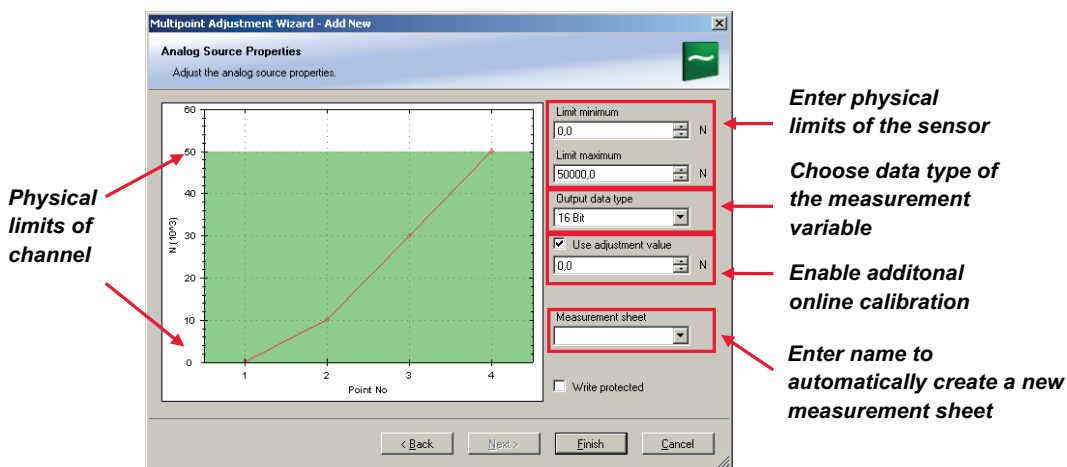 Multipoint Adjustment Wizard - Add New
Analog Source Properties
Adjust the analog source properties.
Physical
limits of
channel
N (10^3)
60
50
40
30
20
10
0
1
2
3
4
Point No
Limit minimum
0,0
N
Limit maximum
50000,0
N
Output data type
16 Bit
Use adjustment value
0,0
N
Measurement sheet
Write protected
< Back
Next >
Finish
Cancel
Enter physical
limits of the sensor
Choose data type of
the measurement
variable
Enable additonal
online calibration
Enter name to
automatically create a new
measurement sheet